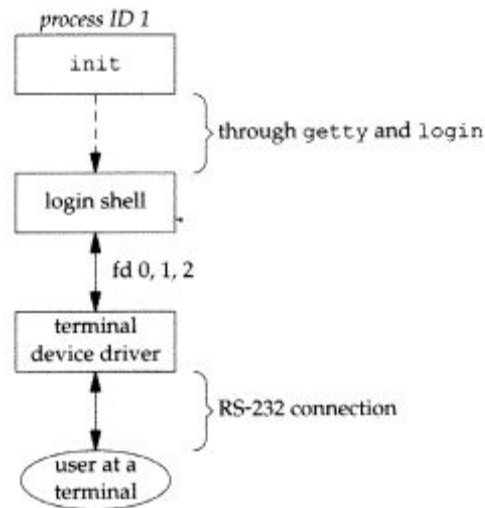 process ID 1
init
through getty and login
login shell
fd 0, 1, 2
terminal
device driver
RS-232 connection
user at a
terminal